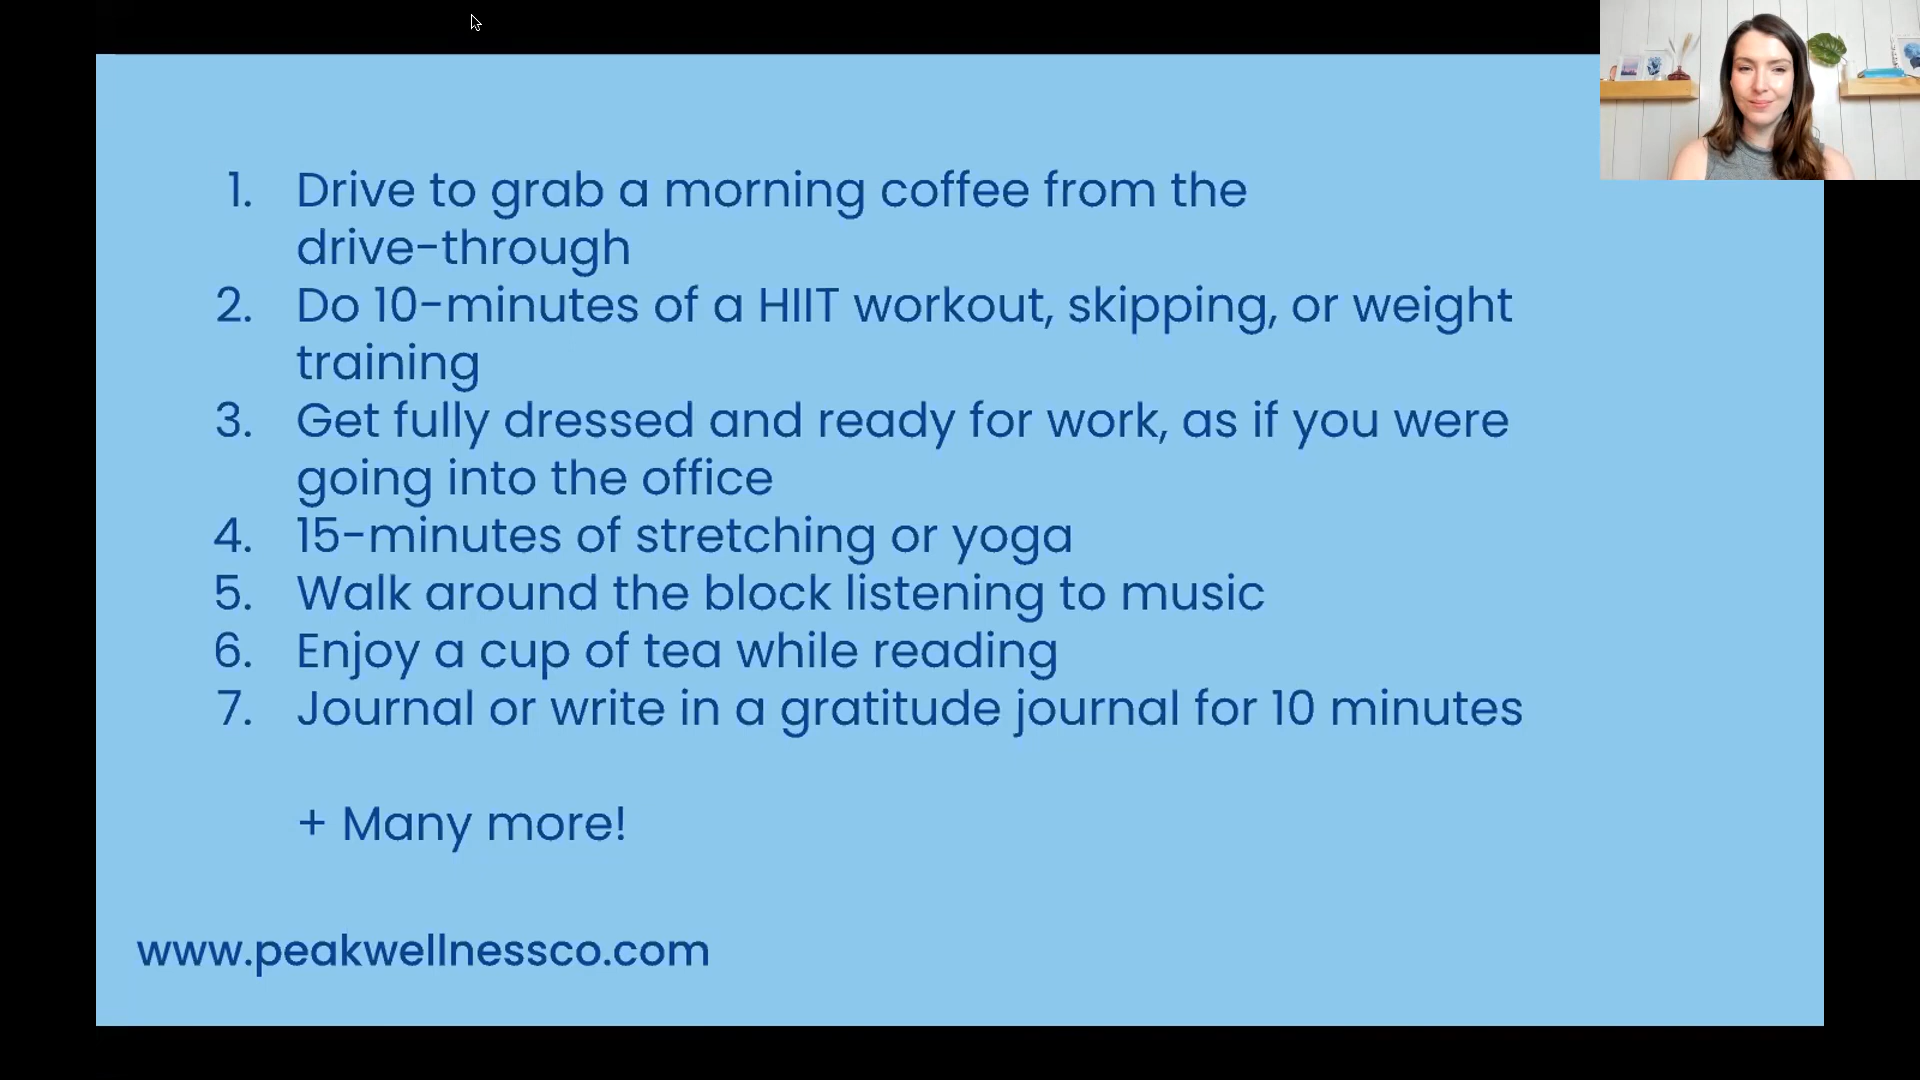 1. Drive to grab a morning coffee from the
drive-through
2. Do 10-minutes of a HIIT workout, skipping, or weight
training
3. Get fully dressed and ready for work, as if you were
going into the office
4. 15-minutes of stretching or yoga
5. Walk around the block listening to music
6. Enjoy a cup of tea while reading
7. Journal or write in a gratitude journal for 10 minutes
+ Many more!
www.peakwellnessco.com